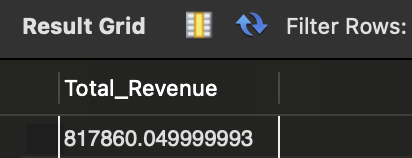 Result Grid Filter Rows:
Total_Revenue
817860.049999993